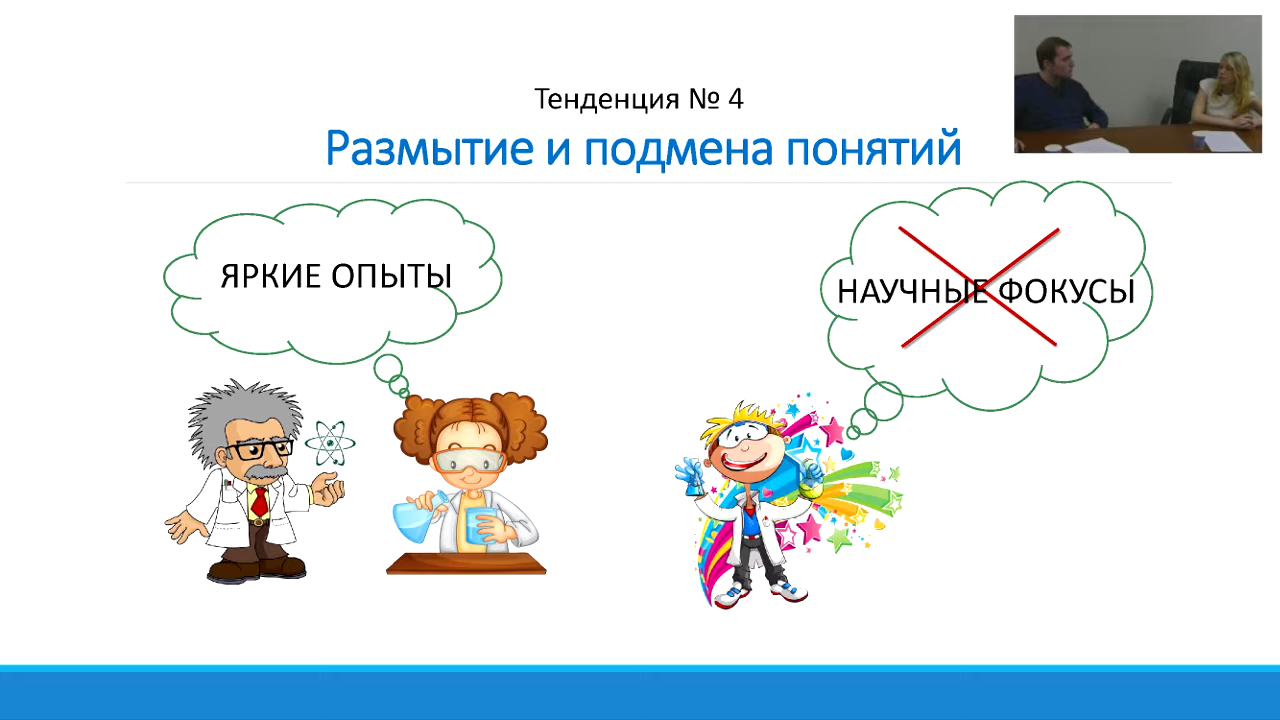 Тенденция № 4
Размытие и подмена понятий
ЯРКИЕ ОПЫТЫ
НАУЧНЫЕ ФОКУСЫ